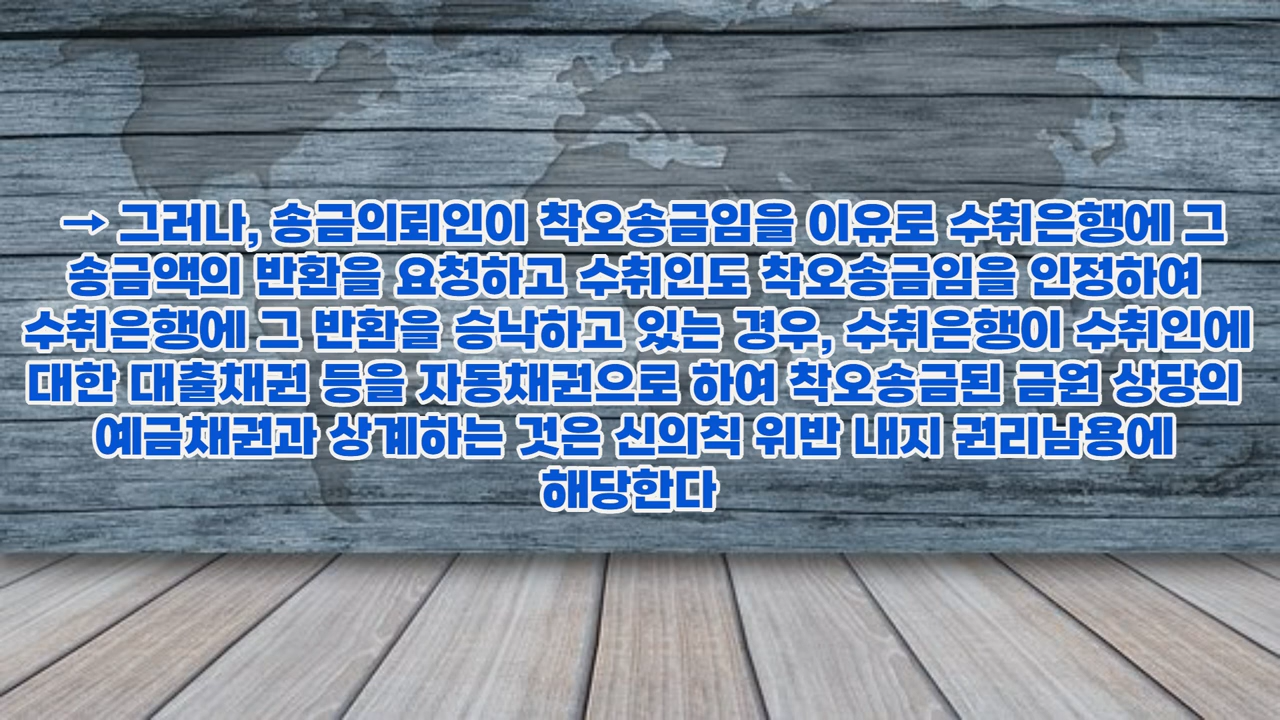 → 그러나, 송금의뢰인이 착오송금임을 이유로 수취은행에 그
송금액의 반환을 요청하고 수취인도 착오송금임을 인정하여
수취은행에 그 반환을 승낙하고 있는 경우, 수취은행이 수취인에
대한 대출채권 등을 자동채권으로 하여 착오송금된 금원 상당의
예금채권과 상계하는 것은 신의칙 위반 내지 권리남용에
해당한다